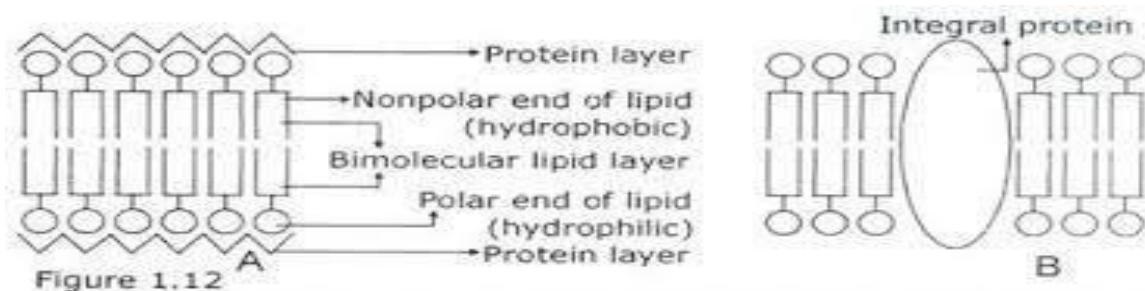 Protein layer
Nonpolar end of lipid
(hydrophobic)
Bimolecular lipid layer
Polar end of lipid
(hydrophilic)
Protein layer
A
Figure 1.12
Integral protein
B